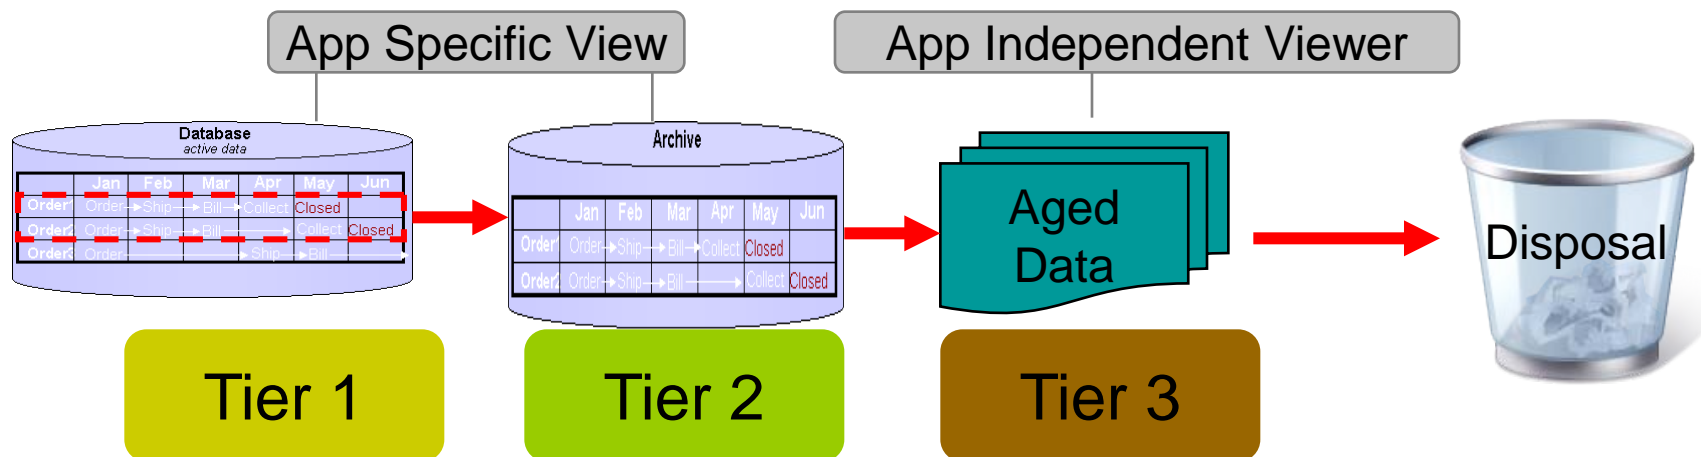 App Specific View
App Independent Viewer
Database
active data
Jan Feb Mar Apr May Jun
Order1 Order Ship Bill Collect Closed
Order2 Order Ship Bill Collect Closed
Order3 Order Ship Bill
Archive
Jan Feb Mar Apr May Jun
Order1 Order Ship Bill Collect Closed
Order2 Order Ship Bill Collect Closed
Aged
Data
Disposal
Tier 1
Tier 2
Tier 3